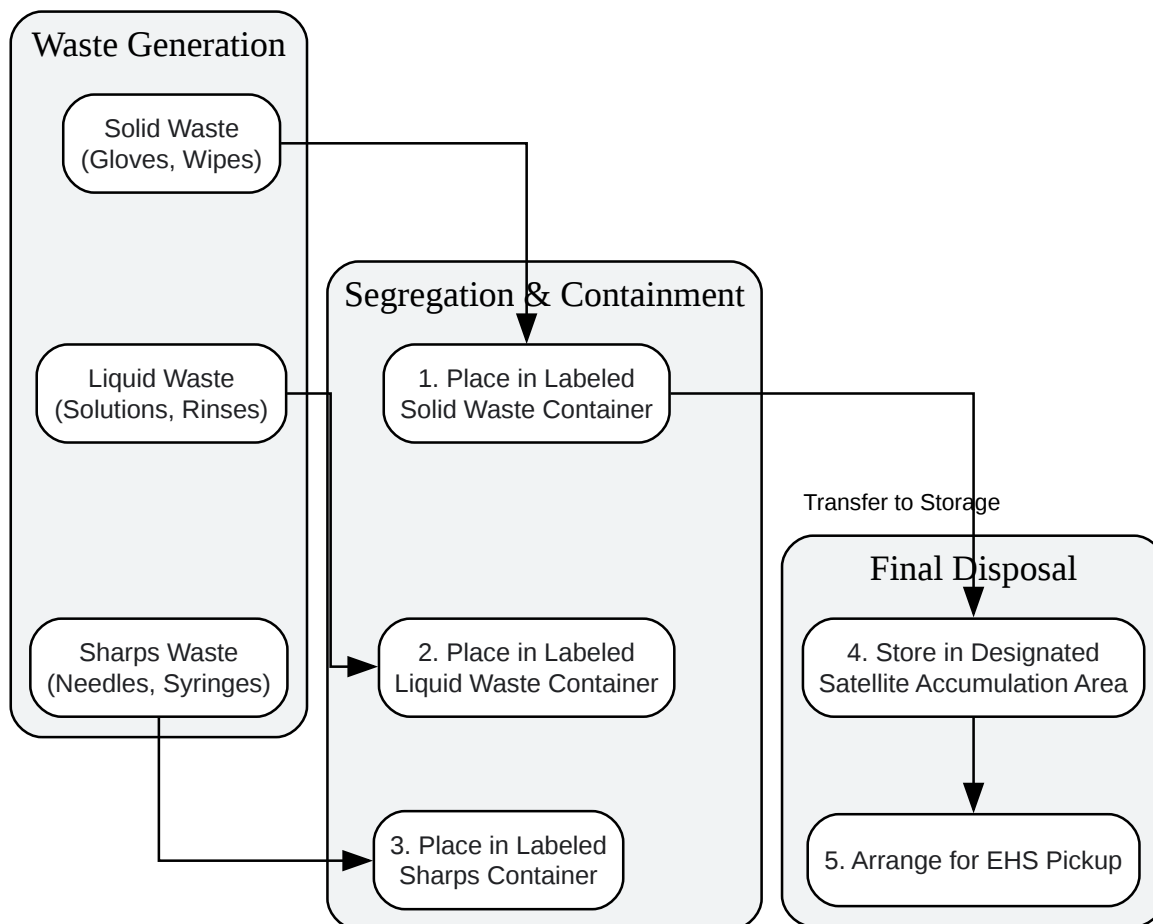 Waste Generation
Solid Waste
(Gloves, Wipes)
Liquid Waste
(Solutions, Rinses)
Sharps Waste
(Needles, Syringes)
Segregation & Containment
1. Place in Labeled
Solid Waste Container
2. Place in Labeled
Liquid Waste Container
3. Place in Labeled
Sharps Container
Transfer to Storage
Final Disposal
4. Store in Designated
Satellite Accumulation Area
5. Arrange for EHS Pickup